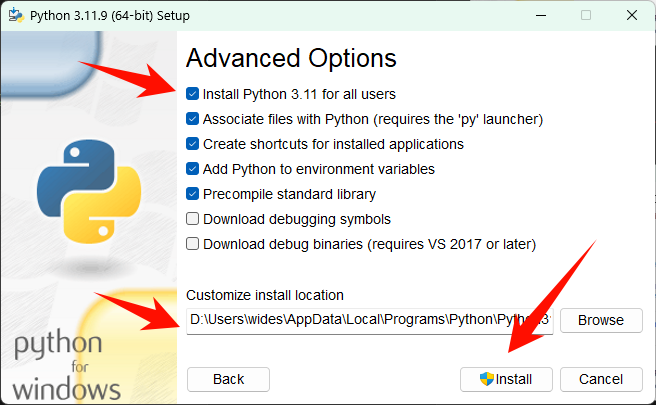 Python 3.11.9 (64-bit) Setup
Advanced Options
Install Python 3.11 for all users
Associate files with Python (requires the 'py' launcher)
Create shortcuts for installed applications
Add Python to environment variables
Precompile standard library
Download debugging symbols
Download debug binaries (requires VS 2017 or later)
Customize install location
D:\Users\wides\AppData\Local\Programs\Python\Python3
Browse
python
for
windows
Back
Install
Cancel